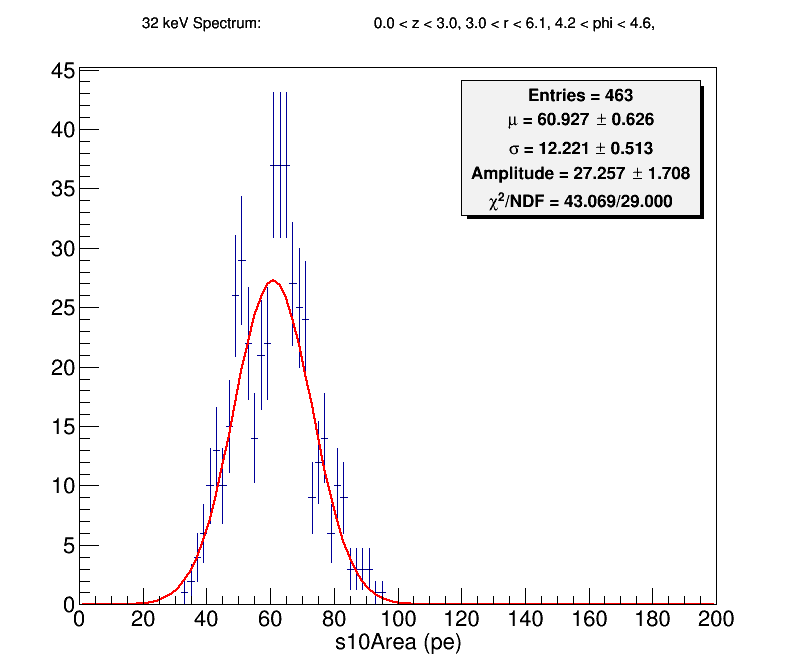 32 keV Spectrum: 0.0 < z < 3.0, 3.0 < r < 6.1, 4.2 < phi < 4.6,
Entries = 463
μ = 60.927 ± 0.626
σ = 12.221 ± 0.513
Amplitude = 27.257 ± 1.708
χ²/NDF = 43.069/29.000
45
40
35
30
25
20
15
10
5
0
0 20 40 60 80 100 120 140 160 180 200
s10Area (pe)